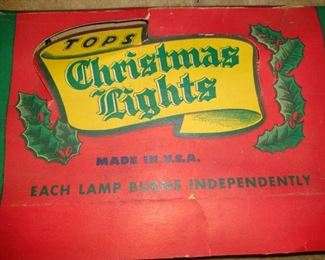 TOPS
Christmas
Lights
MADE IN U.S.A.
EACH LAMP BURNS INDEPENDENTLY